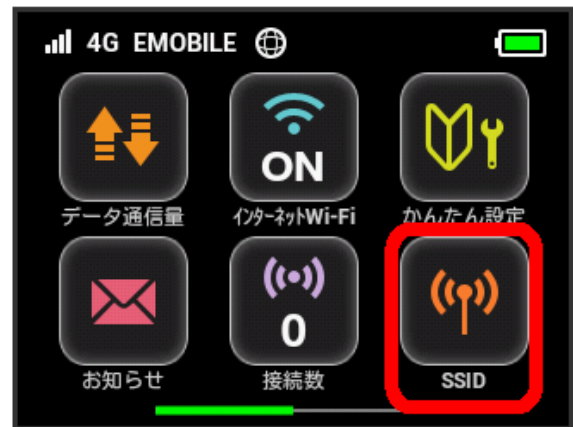 4G EMOBILE
ON
データ通信量
インターネットWi-Fi
かんたん設定
0
お知らせ
接続数
SSID